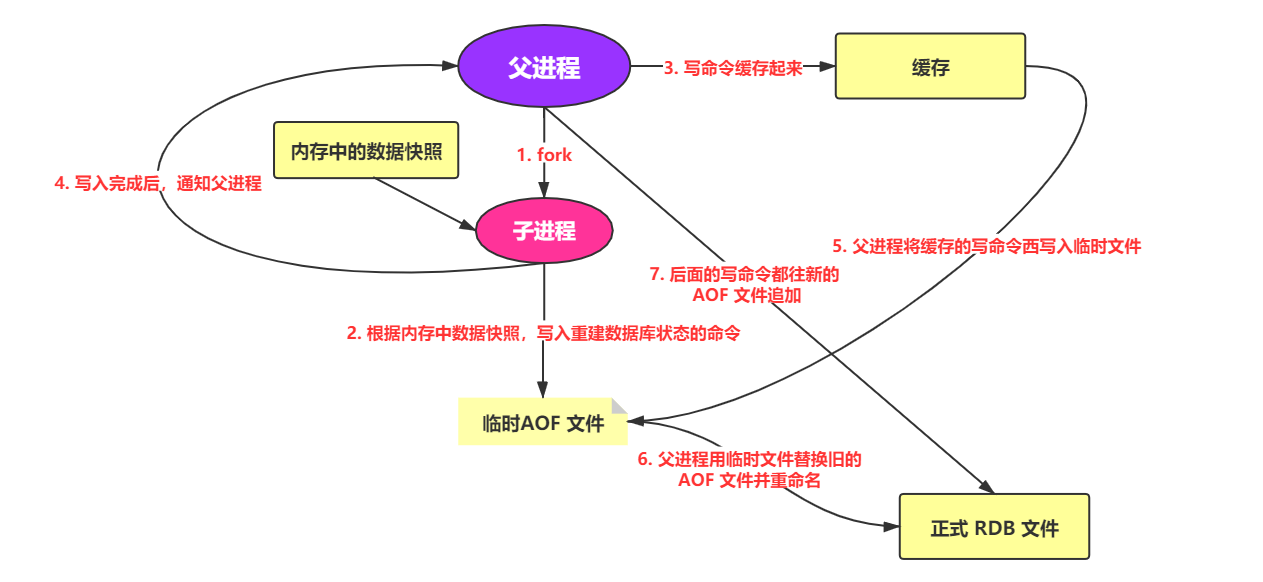 父进程
3. 写命令缓存起来
缓存
内存中的数据快照
1. fork
4. 写入完成后，通知父进程
子进程
5. 父进程将缓存的写命令西写入临时文件
7. 后面的写命令都往新的
AOF 文件追加
2. 根据内存中数据快照，写入重建数据库状态的命令
临时AOF 文件
6. 父进程用临时文件替换旧的
AOF 文件并重命名
正式 RDB 文件